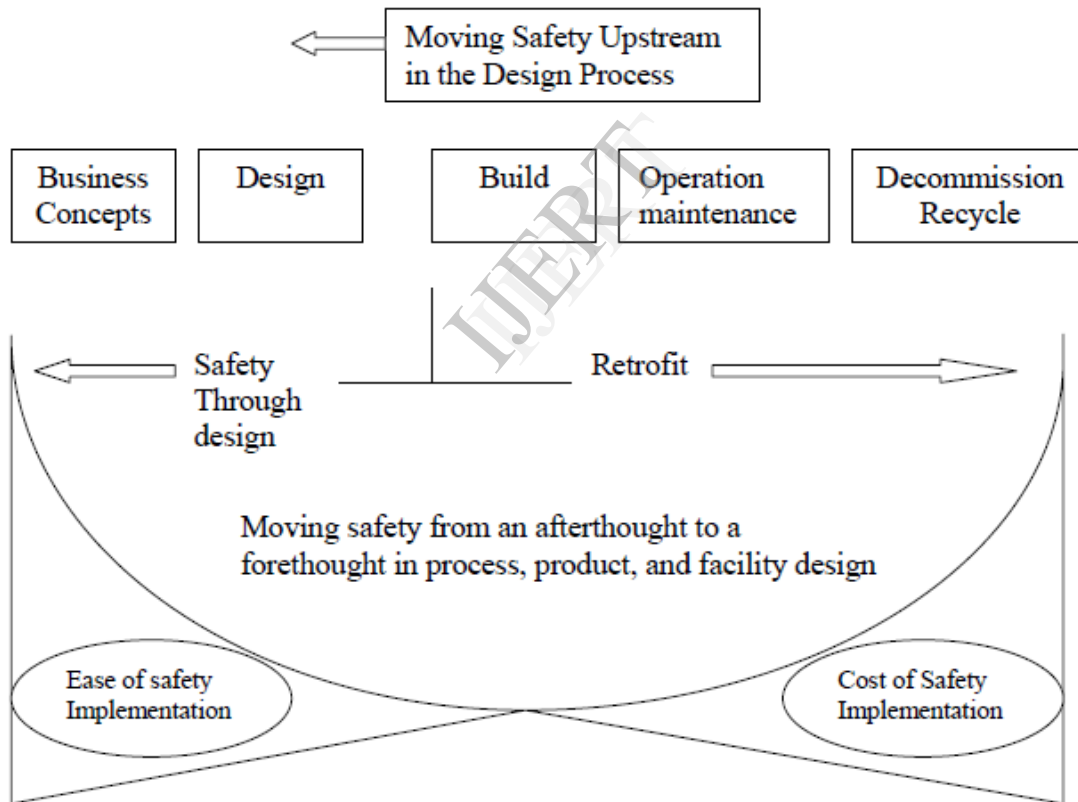 Moving Safety Upstream
in the Design Process
Business
Concepts
Design
Build
Operation
maintenance
Decommission
Recycle
IJERT
Safety
Through
design
Retrofit
Moving safety from an afterthought to a
forethought in process, product, and facility design
Ease of safety
Implementation
Cost of Safety
Implementation